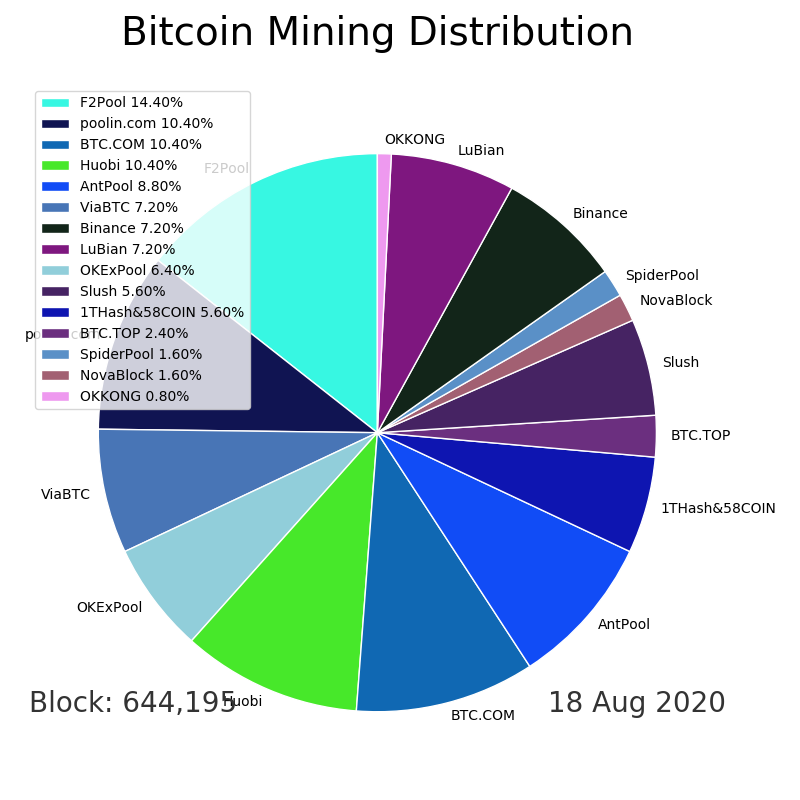 Bitcoin Mining Distribution
F2Pool 14.40%
poolin.com 10.40%
BTC.COM 10.40%
Huobi 10.40%
AntPool 8.80%
ViaBTC 7.20%
Binance 7.20%
LuBian 7.20%
OKExPool 6.40%
Slush 5.60%
1THash&58COIN 5.60%
BTC.TOP 2.40%
SpiderPool 1.60%
NovaBlock 1.60%
OKKONG 0.80%
OKKONG
LuBian
F2Pool
Binance
SpiderPool
NovaBlock
poolin.com
Slush
BTC.TOP
ViaBTC
1THash&58COIN
OKExPool
AntPool
Huobi
BTC.COM
Block: 644,195
18 Aug 2020